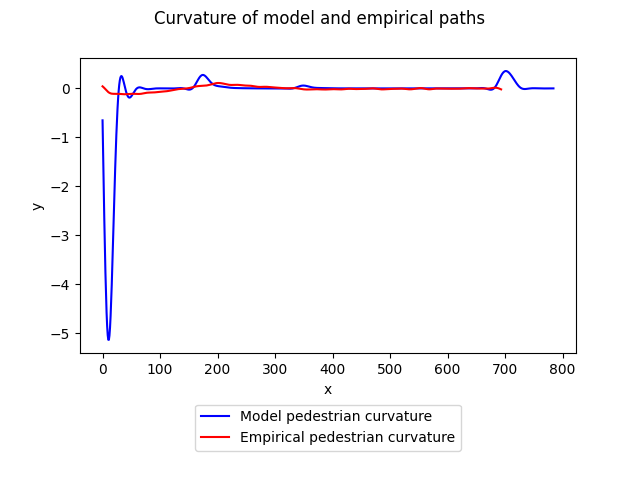 Curvature of model and empirical paths
0
−1
−2
−3
−4
−5
y
0 100 200 300 400 500 600 700 800
x
Model pedestrian curvature
Empirical pedestrian curvature